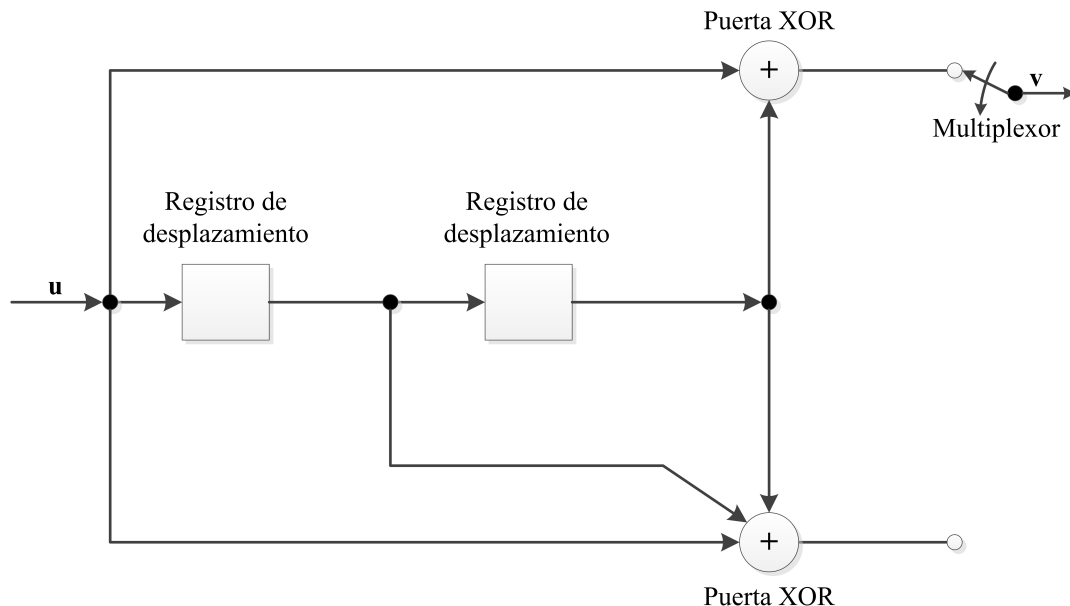 Puerta XOR
+
v
Multiplexor
Registro de
desplazamiento
Registro de
desplazamiento
u
+
Puerta XOR